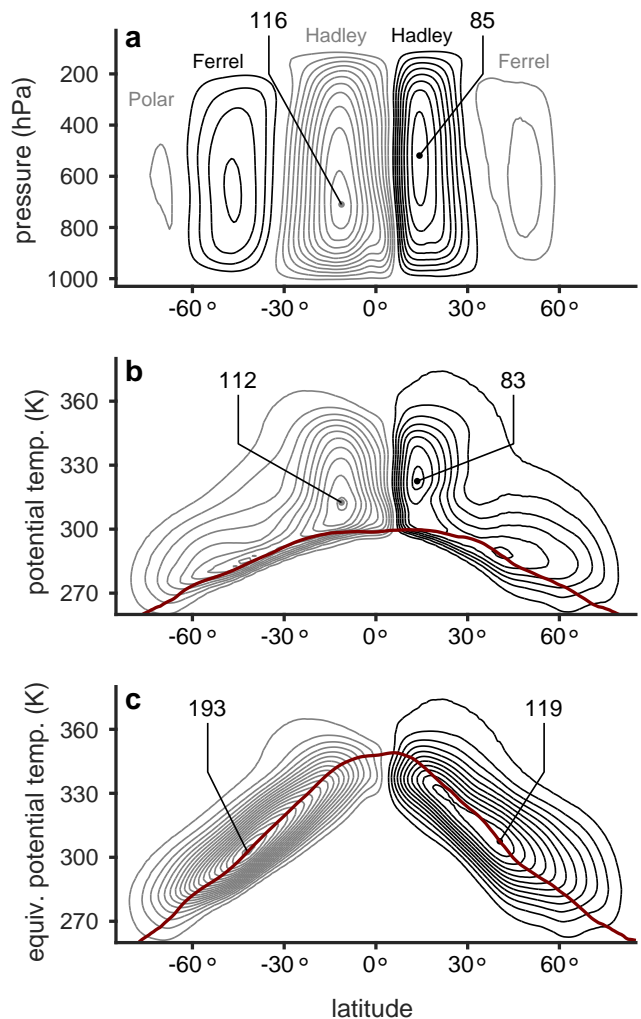 116
85
a
Hadley
Hadley
Ferrel
Ferrel
Polar
pressure (hPa)
200
400
600
800
1000
-60°
-30°
0°
30°
60°
b
112
83
potential temp. (K)
360
330
300
270
-60°
-30°
0°
30°
60°
c
193
119
equiv. potential temp. (K)
360
330
300
270
-60°
-30°
0°
30°
60°
latitude